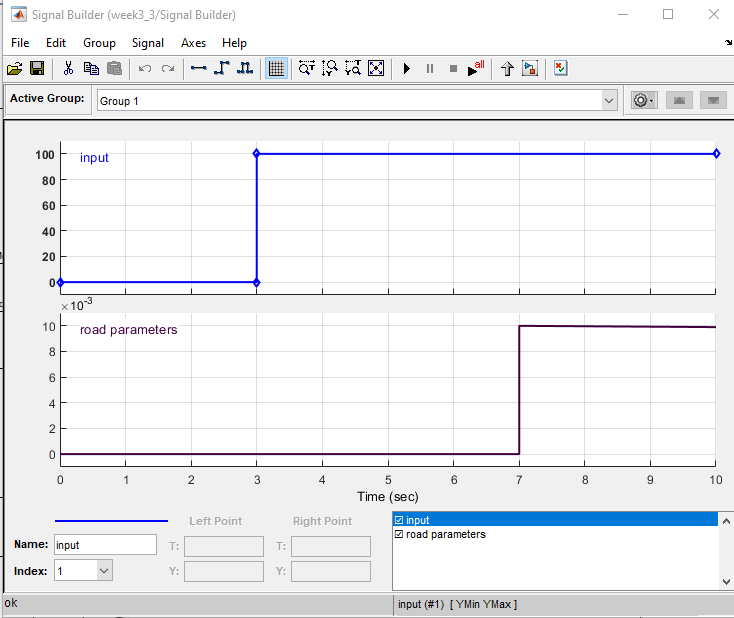 Signal Builder (week3_3/Signal Builder)
File Edit Group Signal Axes Help
all
Active Group: Group 1
input
100
80
60
40
20
0
×10^-3
road parameters
10
8
6
4
2
0
0 1 2 3 4 5 6 7 8 9 10
Time (sec)
Left Point Right Point
Name: input T: T:
Index: 1 Y: Y:
input
road parameters
ok
input (#1) [ YMin YMax ]